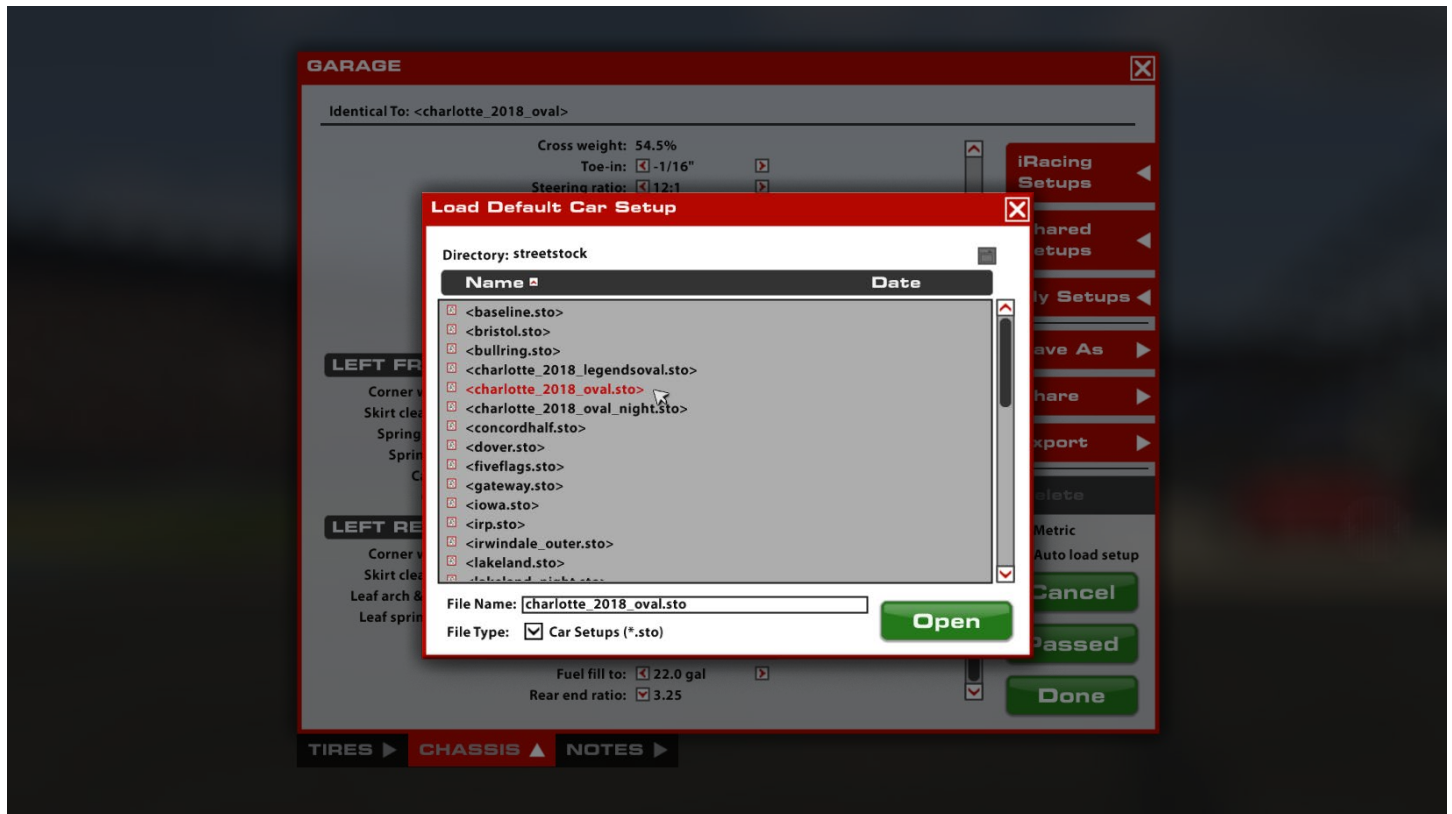 GARAGE
Identical To: <charlotte_2018_oval>
Cross weight: 54.5%
Toe-in: -1/16"
Steering ratio: 12:1
iRacing
Setups
Load Default Car Setup
hared
etups
Directory: streetstock
Name
Date
<baseline.sto>
<bristol.sto>
<bullring.sto>
<charlotte_2018_legendsoval.sto>
<charlotte_2018_oval.sto>
<charlotte_2018_oval_night.sto>
<concordhalf.sto>
<dover.sto>
<fiveflags.sto>
<gateway.sto>
<iowa.sto>
<irp.sto>
<irwindale_outer.sto>
<lakeland.sto>
File Name: charlotte_2018_oval.sto
File Type: Car Setups (*.sto)
Open
y Setups
ave As
hare
xport
elete
Metric
Auto load setup
Cancel
Passed
Done
LEFT FR
Corner w
Skirt clea
Spring
Sprin
C
LEFT RE
Corner w
Skirt clea
Leaf arch &
Leaf sprin
Fuel fill to: 22.0 gal
Rear end ratio: 3.25
TIRES
CHASSIS
NOTES